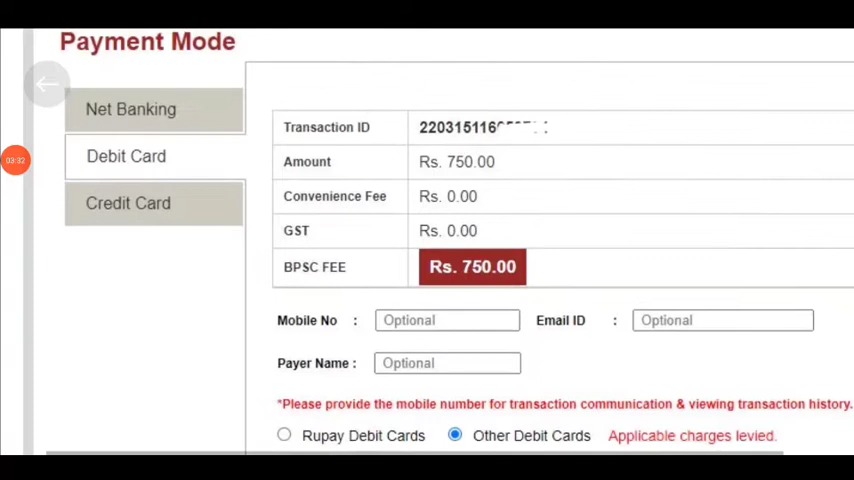 Payment Mode
Net Banking
Debit Card
Credit Card
03:32
Transaction ID
Amount Rs. 750.00
Convenience Fee Rs. 0.00
GST Rs. 0.00
BPSC FEE Rs. 750.00
Mobile No : Optional Email ID : Optional
Payer Name : Optional
*Please provide the mobile number for transaction communication & viewing transaction history.
Rupay Debit Cards Other Debit Cards Applicable charges levied.